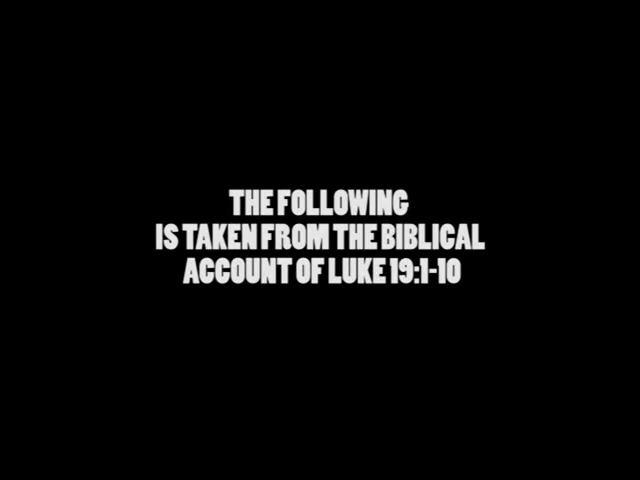 THE FOLLOWING
IS TAKEN FROM THE BIBLICAL
ACCOUNT OF LUKE 19:1-10